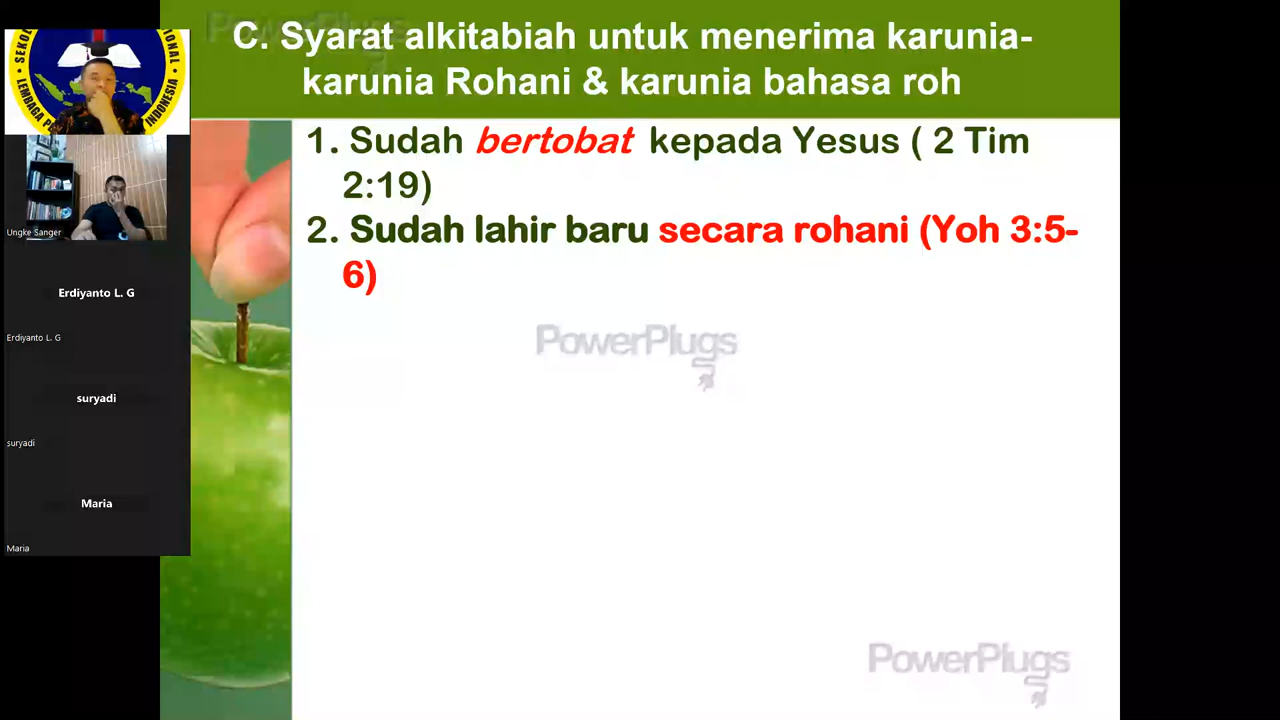 C. Syarat alkitabiah untuk menerima karunia-
karunia Rohani & karunia bahasa roh
1. Sudah bertobat kepada Yesus ( 2 Tim
2:19)
2. Sudah lahir baru secara rohani (Yoh 3:5-
6)
PowerPlugs
PowerPlugs
PowerPlugs
INDONESIA
Ungke Sanger
Erdiyanto L. G
Erdiyanto L. G
suryadi
suryadi
Maria
Maria